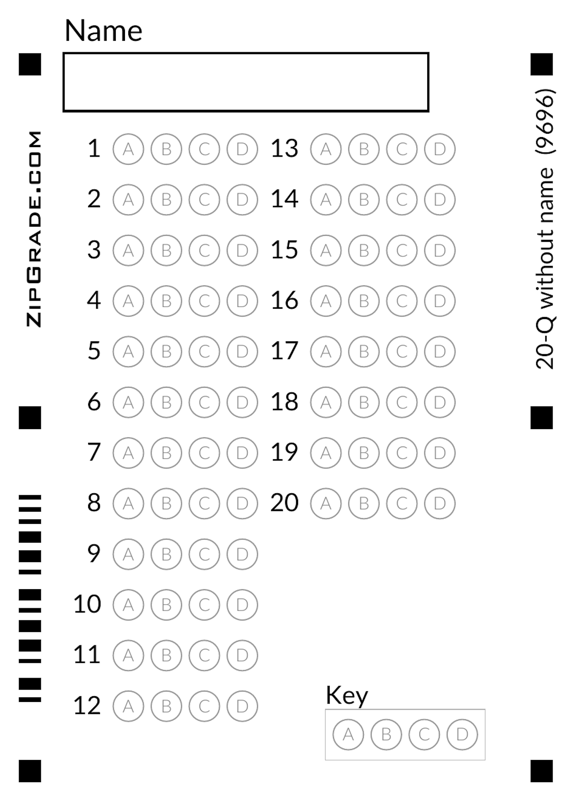 Name
ZipGrade.com
20-Q without name (9696)
1 A B C D 13 A B C D
2 A B C D 14 A B C D
3 A B C D 15 A B C D
4 A B C D 16 A B C D
5 A B C D 17 A B C D
6 A B C D 18 A B C D
7 A B C D 19 A B C D
8 A B C D 20 A B C D
9 A B C D
10 A B C D
11 A B C D
12 A B C D
Key
A B C D